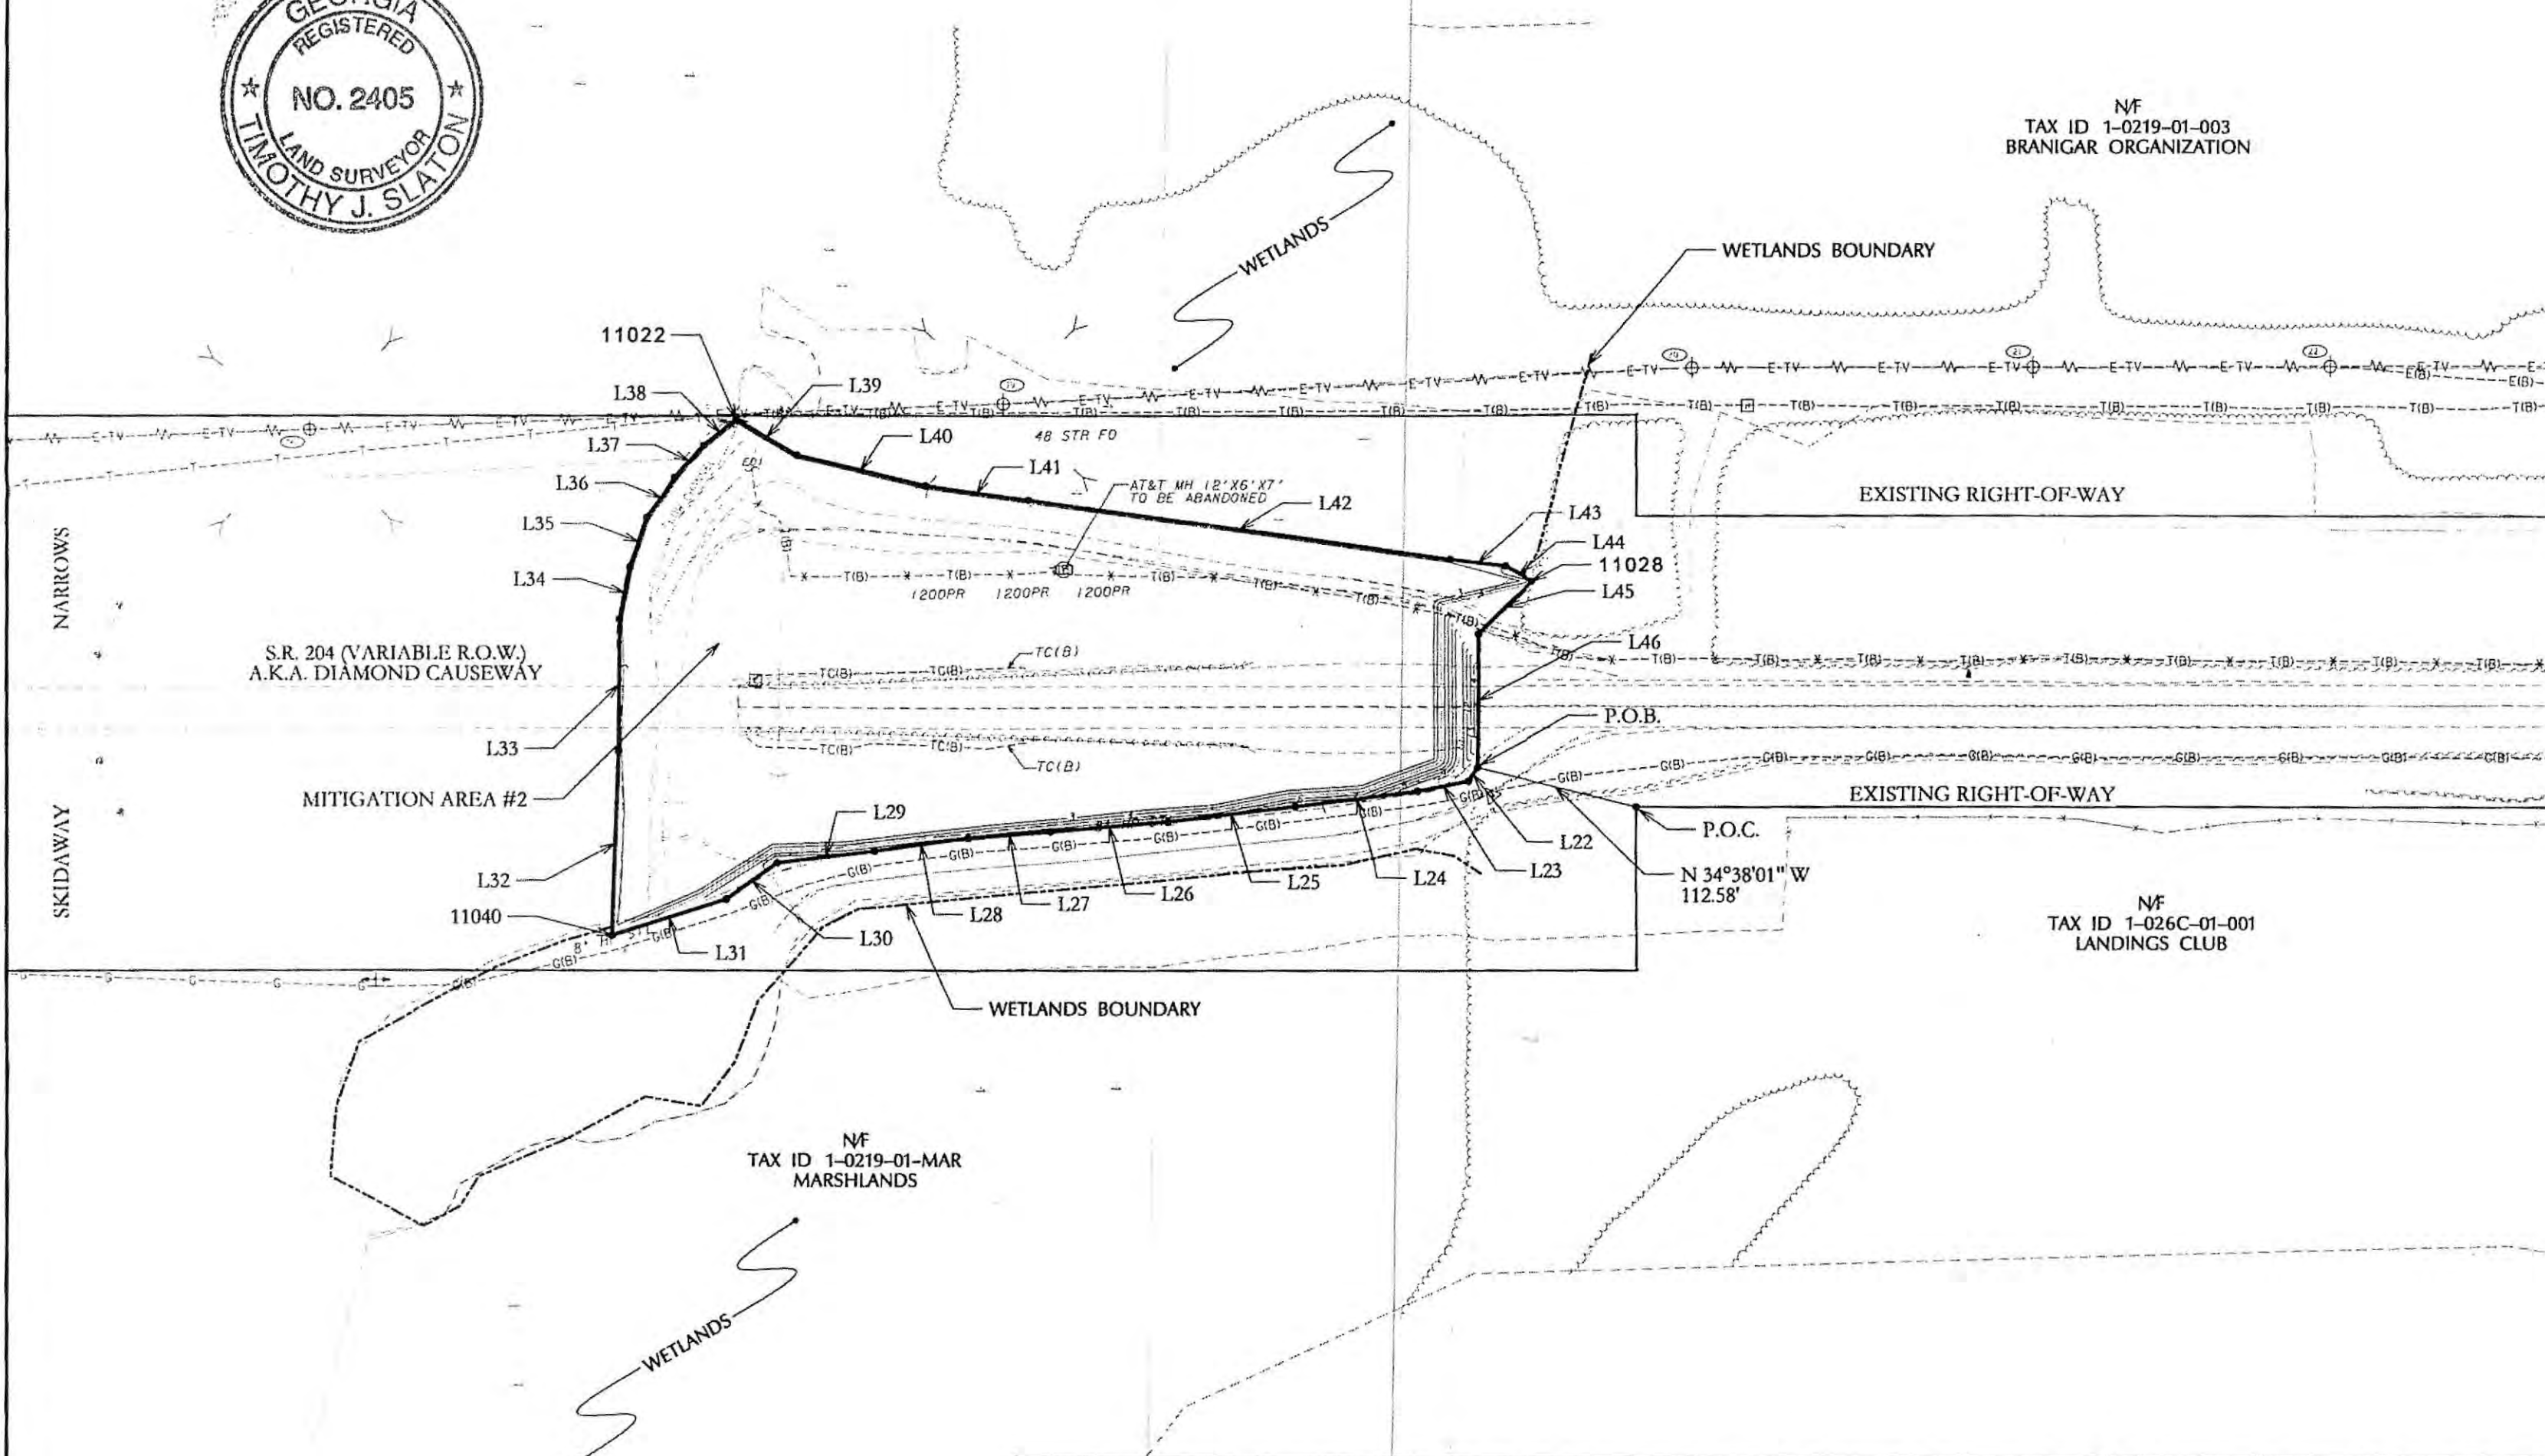 GEORGIA
REGISTERED
NO. 2405
LAND SURVEYOR
TIMOTHY J. SLATON
N/F
TAX ID 1-0219-01-003
BRANIGAR ORGANIZATION
WETLANDS
WETLANDS BOUNDARY
11022
L38
L39
L37
L40
48 STR FO
L36
L41
AT&T MH 12'X6'X7'
TO BE ABANDONED
L42
EXISTING RIGHT-OF-WAY
L35
L43
L44
11028
L34
L45
1200PR 1200PR 1200PR
NARROWS
SKIDAWAY
S.R. 204 (VARIABLE R.O.W.)
A.K.A. DIAMOND CAUSEWAY
TC(B)
TC(B)
TC(B)
L46
P.O.B.
L33
TC(B)
TC(B)
TC(B)
MITIGATION AREA #2
EXISTING RIGHT-OF-WAY
L29
P.O.C.
L22
L23
N 34°38'01" W
112.58'
L32
L24
L25
L26
L27
L28
11040
L30
L31
N/F
TAX ID 1-026C-01-001
LANDINGS CLUB
WETLANDS BOUNDARY
N/F
TAX ID 1-0219-01-MAR
MARSHLANDS
WETLANDS